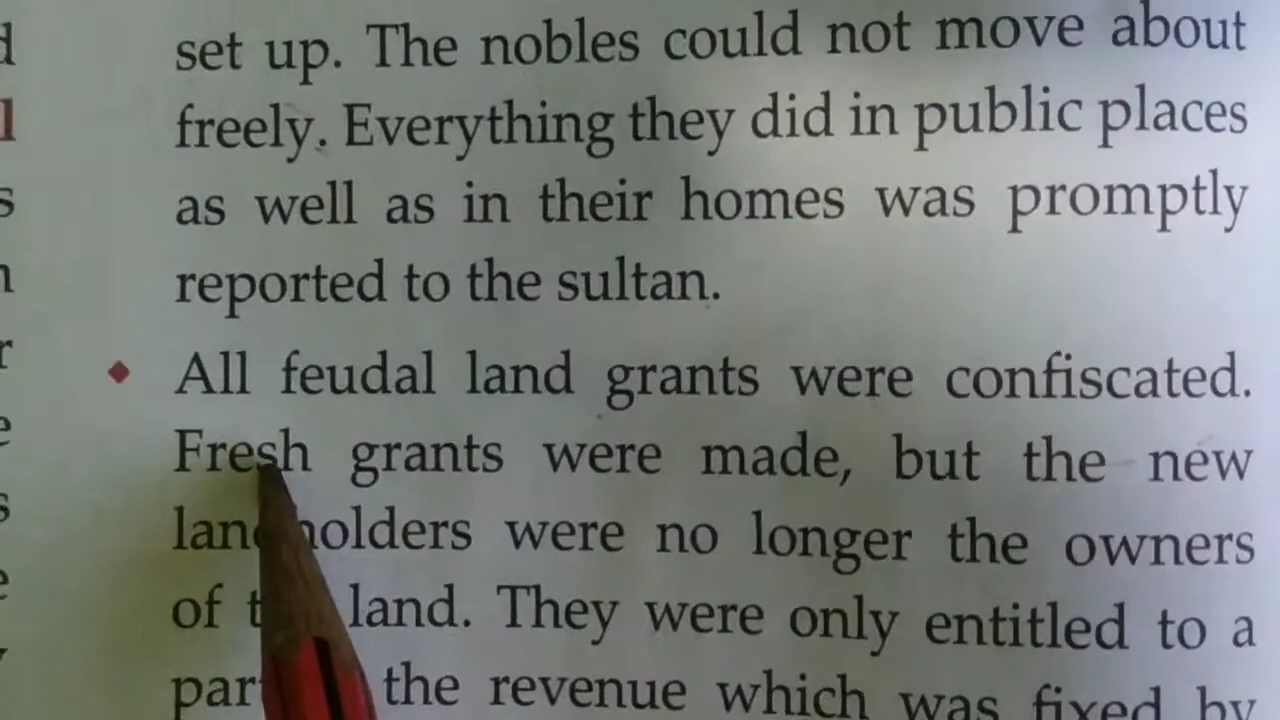 set up. The nobles could not move about
freely. Everything they did in public places
as well as in their homes was promptly
reported to the sultan.
All feudal land grants were confiscated.
Fresh grants were made, but the new
landholders were no longer the owners
of land. They were only entitled to a
the revenue which was fixed by